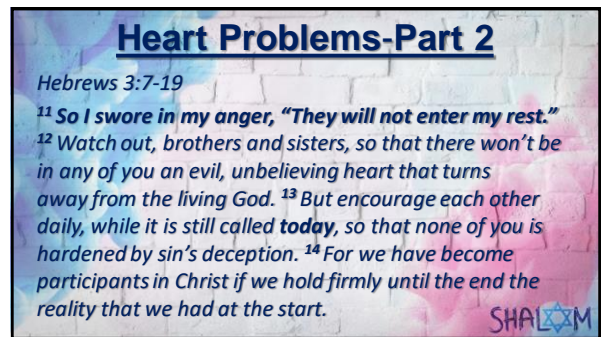 Heart Problems-Part 2
Hebrews 3:7-19
11 So I swore in my anger, “They will not enter my rest.”
12 Watch out, brothers and sisters, so that there won’t be
in any of you an evil, unbelieving heart that turns
away from the living God. 13 But encourage each other
daily, while it is still called today, so that none of you is
hardened by sin’s deception. 14 For we have become
participants in Christ if we hold firmly until the end the
reality that we had at the start.
SHALOM